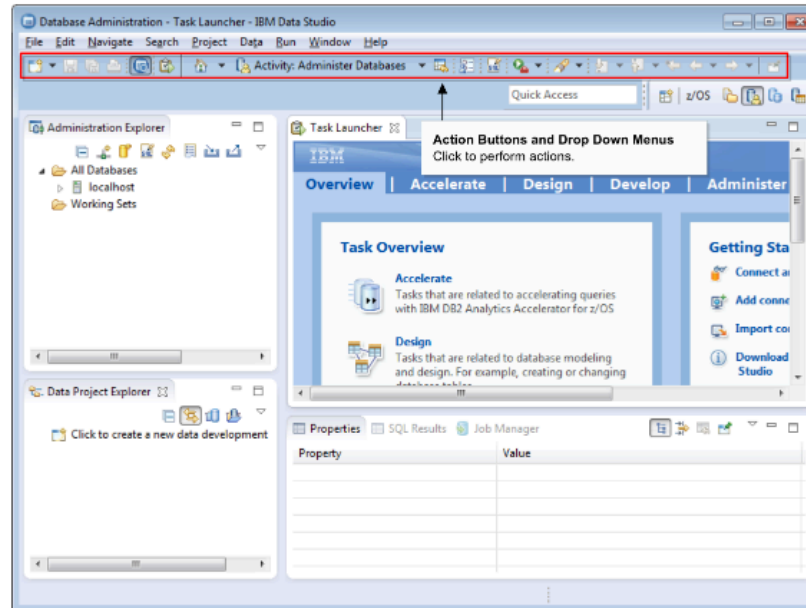 Database Administration - Task Launcher - IBM Data Studio
File Edit Navigate Search Project Data Run Window Help
Activity: Administer Databases
Quick Access
z/OS
Administration Explorer
All Databases
localhost
Working Sets
Task Launcher
Action Buttons and Drop Down Menus
Click to perform actions.
IBM
Overview | Accelerate | Design | Develop | Administer
Task Overview
Accelerate
Tasks that are related to accelerating queries
with IBM DB2 Analytics Accelerator for z/OS
Design
Tasks that are related to database modeling
and design. For example, creating or changing
database tables.
Getting Sta
Connect a
Add conne
Import co
Download
Studio
Data Project Explorer
Click to create a new data development
Properties SQL Results Job Manager
Property Value